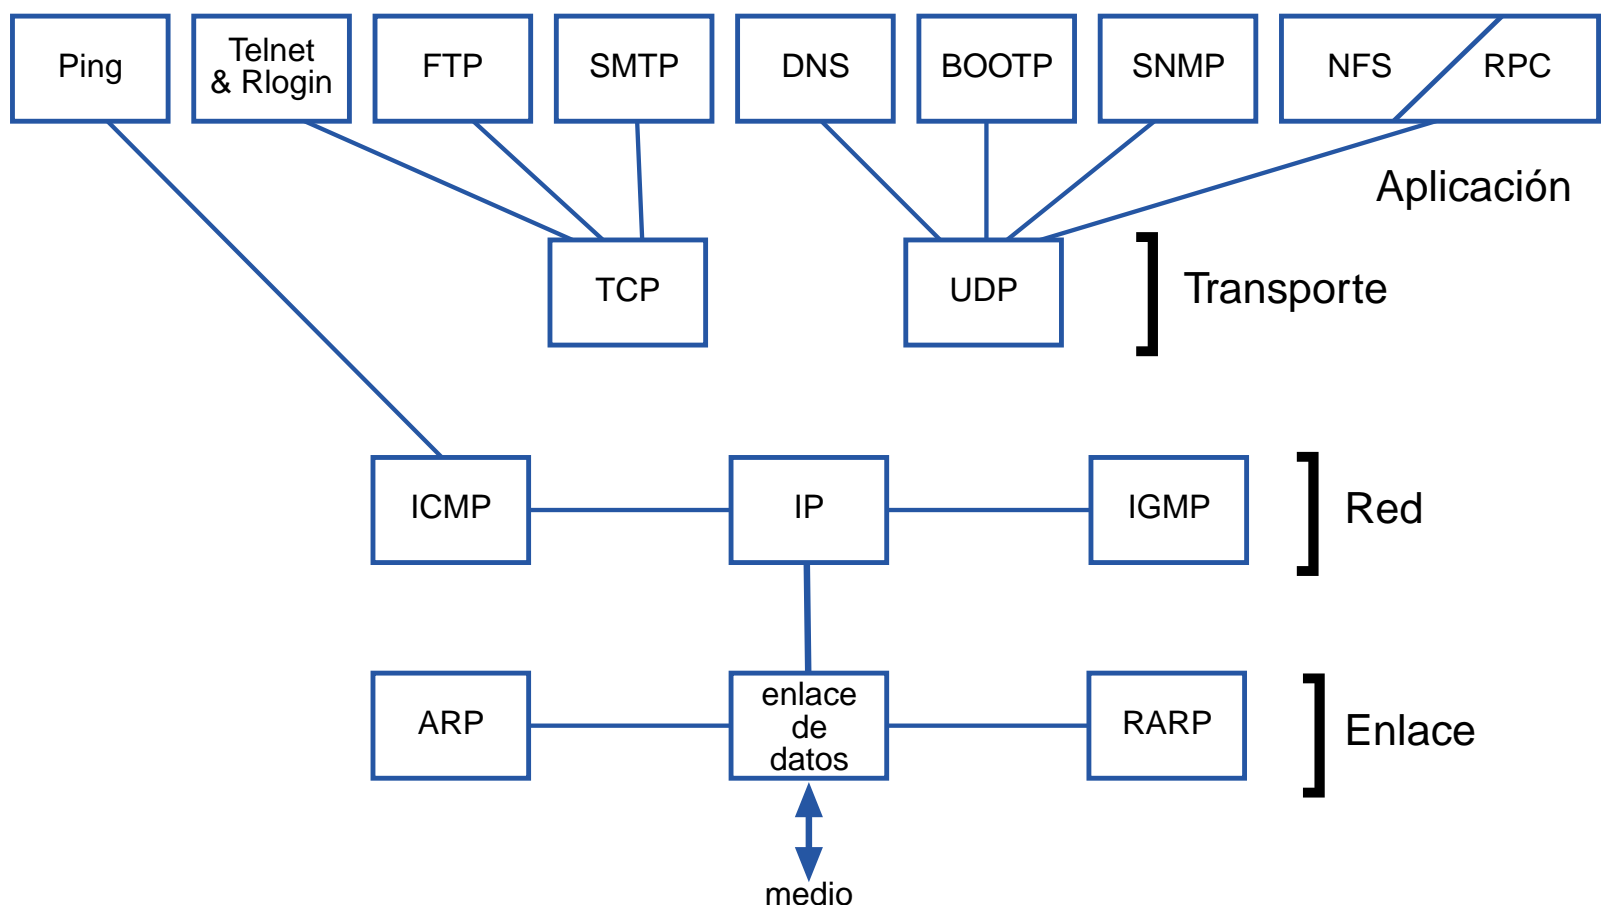 Ping
Telnet
& Rlogin
FTP
SMTP
DNS
BOOTP
SNMP
NFS
RPC
Aplicación
TCP
UDP
Transporte
ICMP
IP
IGMP
Red
ARP
enlace
de
datos
RARP
Enlace
medio